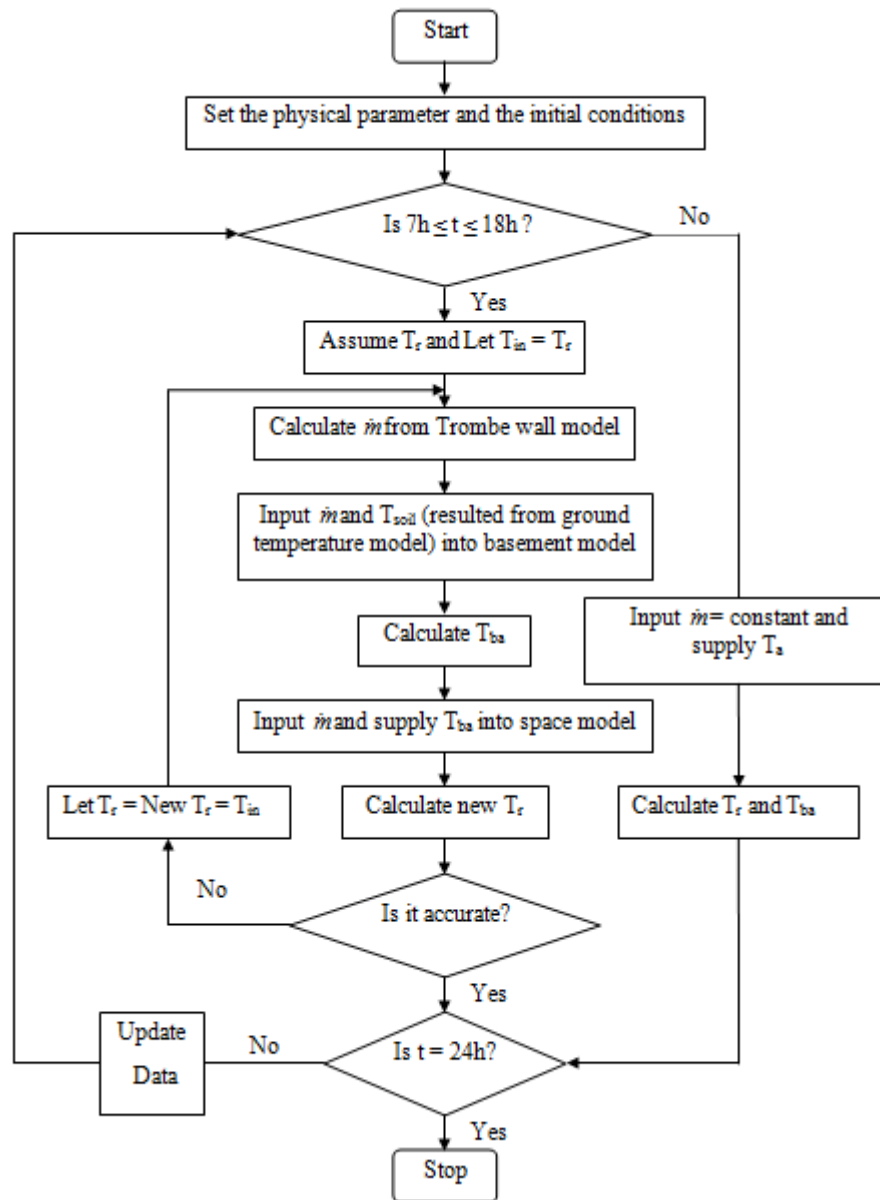 Start
Set the physical parameter and the initial conditions
Is 7h ≤ t ≤ 18h ?
No
Yes
Assume Tr and Let Tin = Tr
Calculate ṁ from Trombe wall model
Input ṁ and Tsoil (resulted from ground
temperature model) into basement model
Input ṁ = constant and
supply Ta
Calculate Tba
Input ṁ and supply Tba into space model
Let Tr = New Tr = Tin
Calculate new Tr
Calculate Tr and Tba
No
Is it accurate?
Yes
Update
Data
No
Is t = 24h?
Yes
Stop